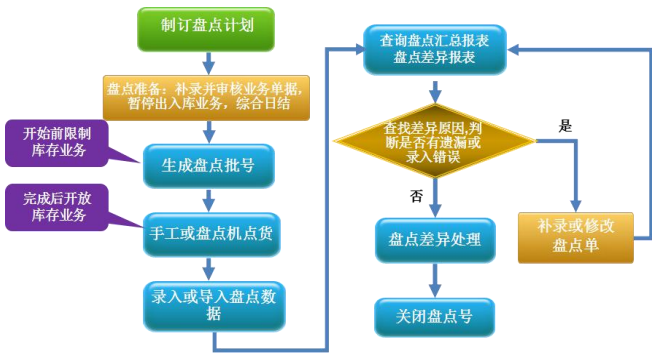 制订盘点计划
盘点准备：补录并审核业务单据，
暂停出入库业务，综合日结
开始前限制
库存业务
生成盘点批号
完成后开放
库存业务
手工或盘点机点货
录入或导入盘点数
据
查询盘点汇总报表
盘点差异报表
查找差异原因,判
断是否有遗漏或
录入错误
是
否
补录或修改
盘点单
盘点差异处理
关闭盘点号